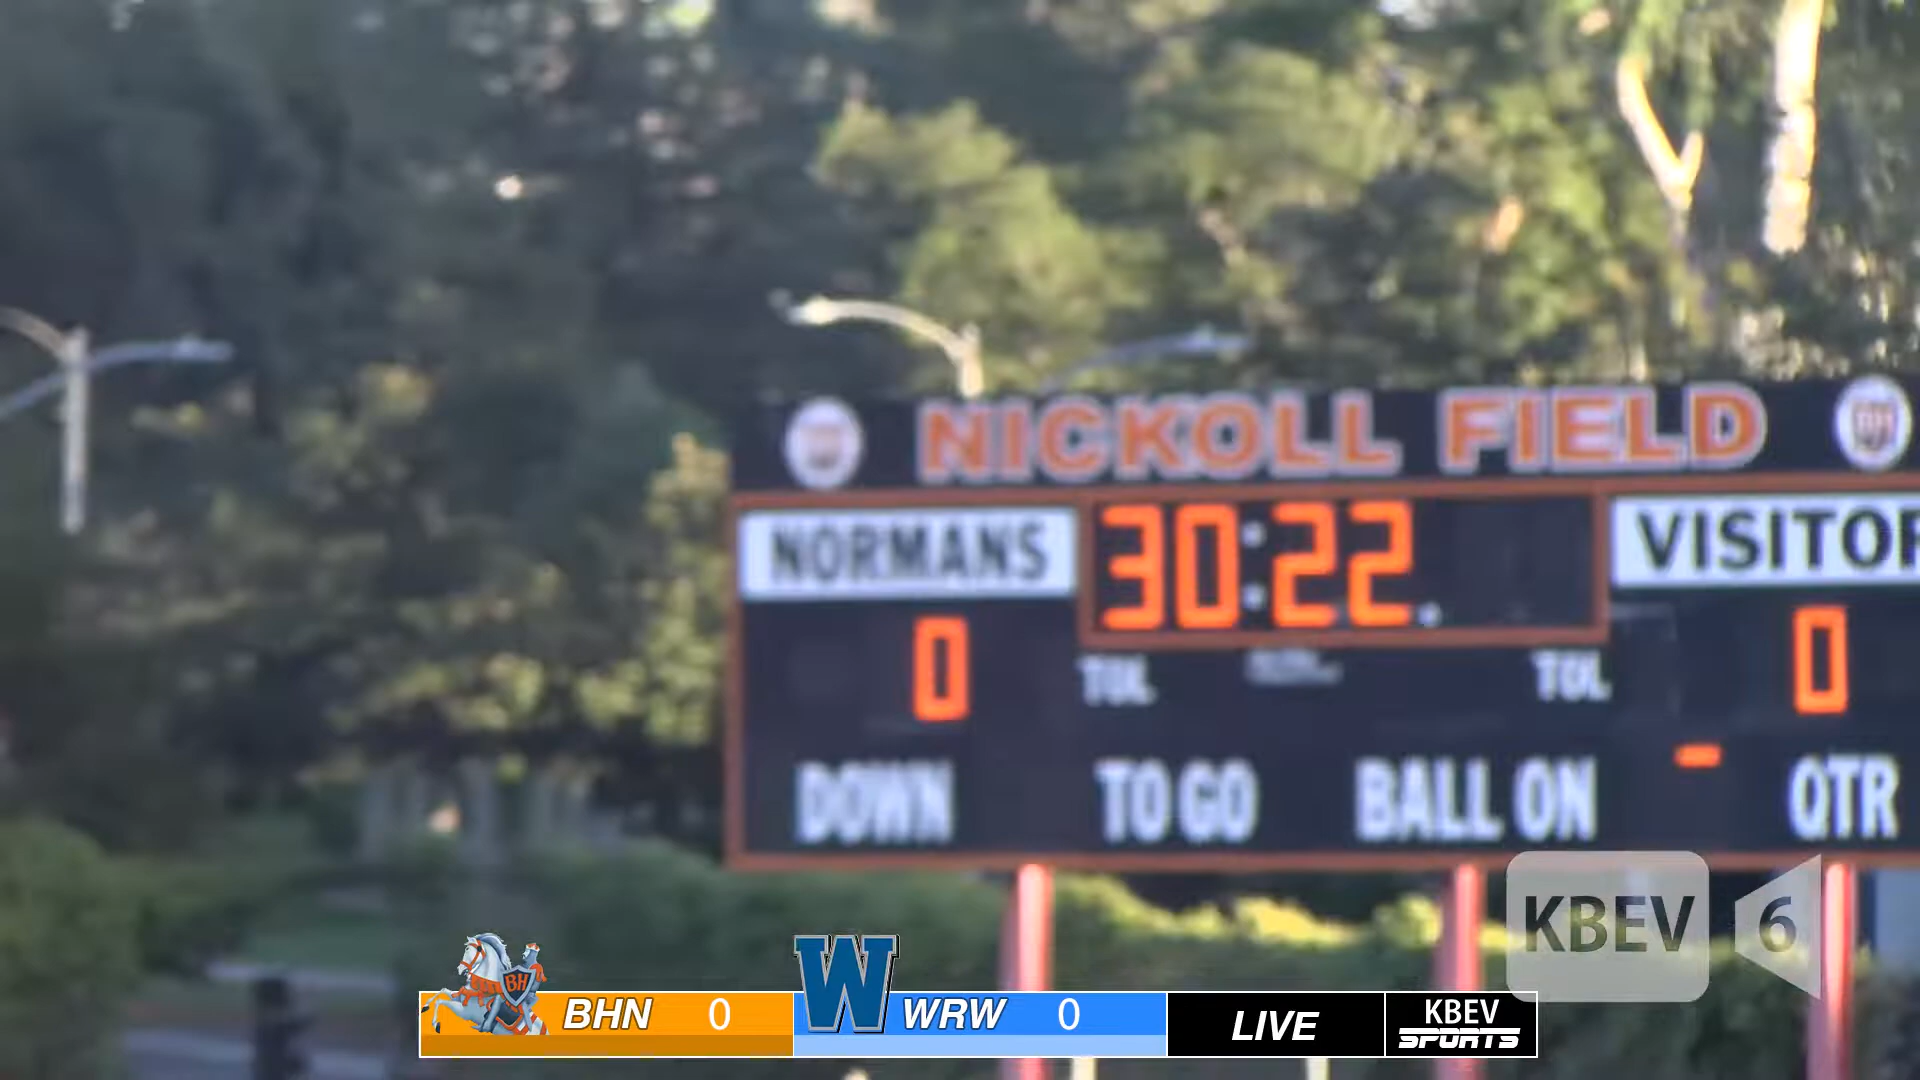 NICKOLL FIELD
BH
NORMANS
30:22
VISITOR
0
TOL
TOL
0
DOWN
TO GO
BALL ON
QTR
KBEV 6
BH
BHN 0
W
WRW 0
LIVE
KBEV
SPORTS